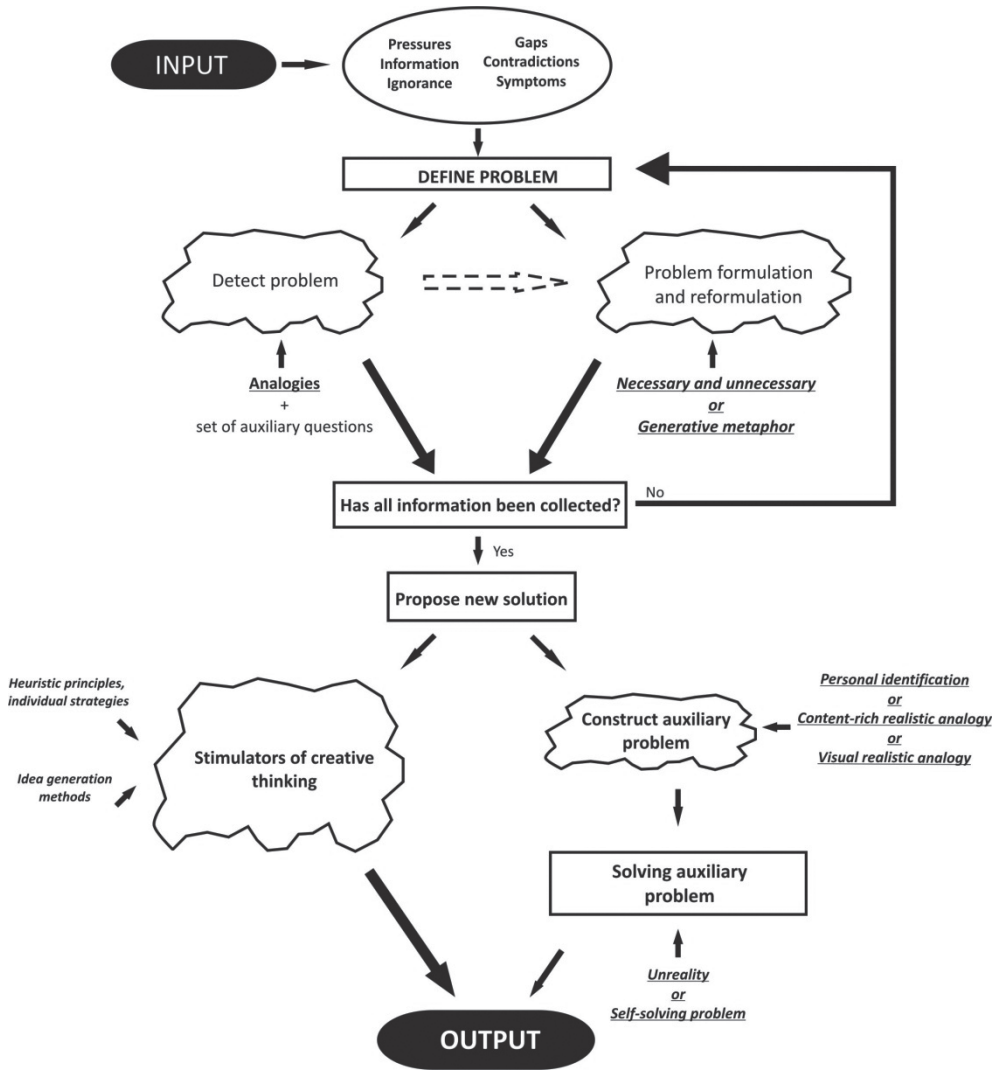 INPUT
Pressures
Information
Ignorance
Gaps
Contradictions
Symptoms
DEFINE PROBLEM
Detect problem
Problem formulation
and reformulation
Analogies
+
set of auxiliary questions
Necessary and unnecessary
or
Generative metaphor
Has all information been collected?
No
Yes
Propose new solution
Heuristic principles,
individual strategies
Idea generation
methods
Stimulators of creative
thinking
Construct auxiliary
problem
Personal identification
or
Content-rich realistic analogy
or
Visual realistic analogy
Solving auxiliary
problem
Unreality
or
Self-solving problem
OUTPUT